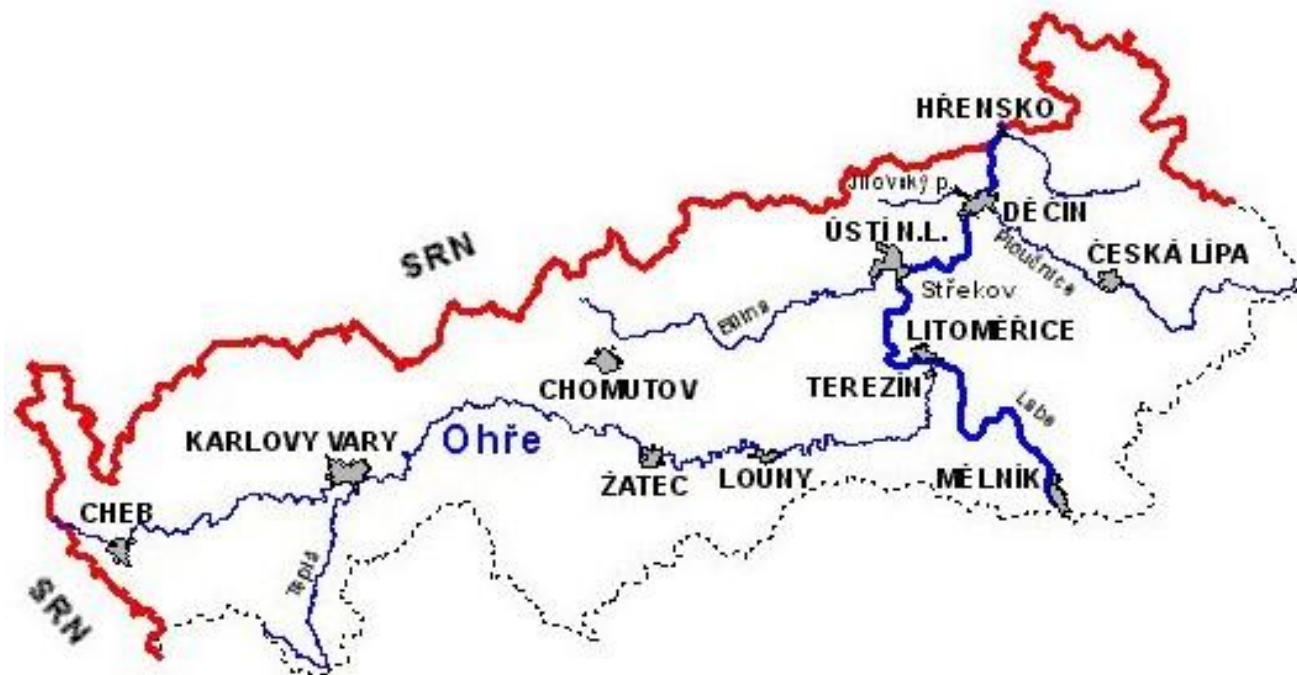 HŘENSKO
Jílovský p.
DĚČÍN
ÚSTÍ N.L.
Ploučnice
ČESKÁ LÍPA
SRN
Střekov
Bílina
LITOMĚŘICE
CHOMUTOV
TEREZÍN
Labe
KARLOVY VARY
Ohře
ŽATEC
LOUNY
MĚLNÍK
CHEB
Teplá
SRN